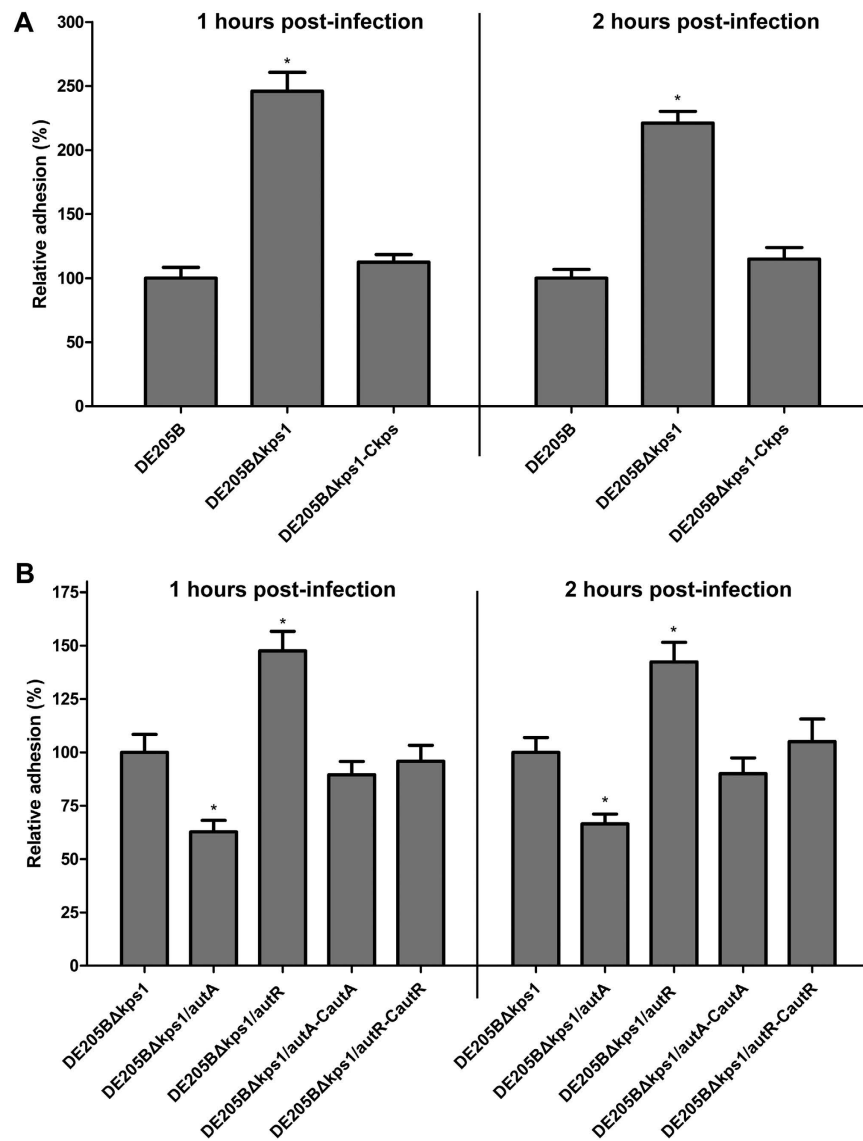 A
1 hours post-infection
2 hours post-infection
Relative adhesion (%)
300
250
200
150
100
50
0
*
*
DE205B
DE205BΔkps1
DE205BΔkps1-Ckps
DE205B
DE205BΔkps1
DE205BΔkps1-Ckps
B
1 hours post-infection
2 hours post-infection
Relative adhesion (%)
175
150
125
100
75
50
25
0
*
*
*
*
DE205BΔkps1
DE205BΔkps1/autA
DE205BΔkps1/autR
DE205BΔkps1/autA-CautA
DE205BΔkps1/autR-CautR
DE205BΔkps1
DE205BΔkps1/autA
DE205BΔkps1/autR
DE205BΔkps1/autA-CautA
DE205BΔkps1/autR-CautR